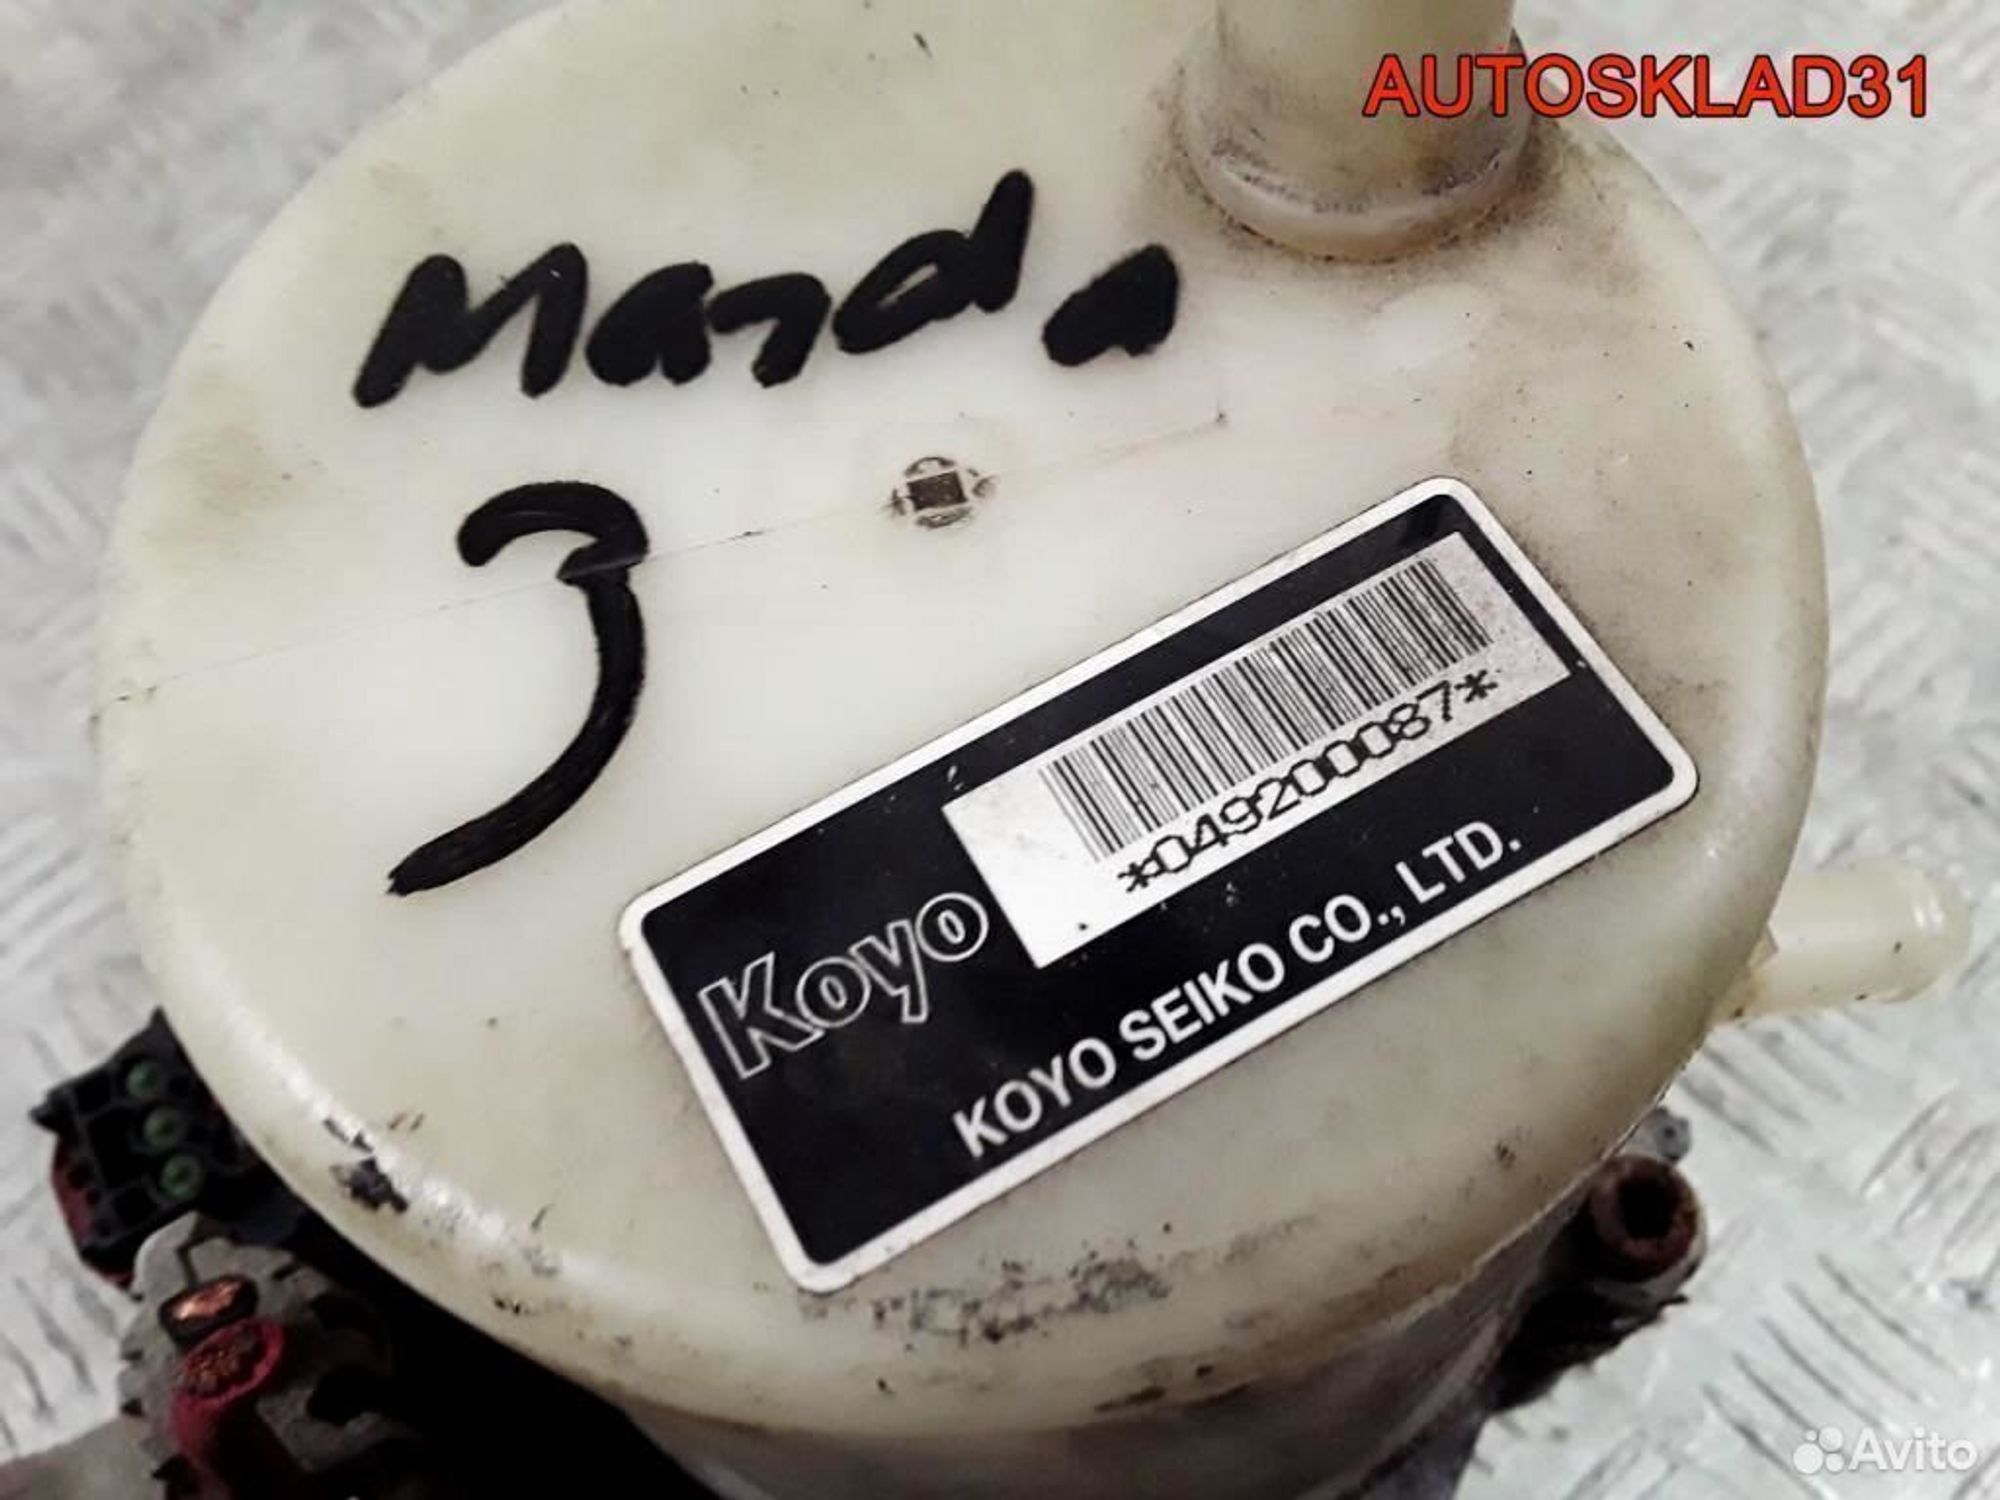 AUTOSKLAD31
Mazda
3
*0492000087*
Koyo
KOYO SEIKO CO., LTD.
Avito